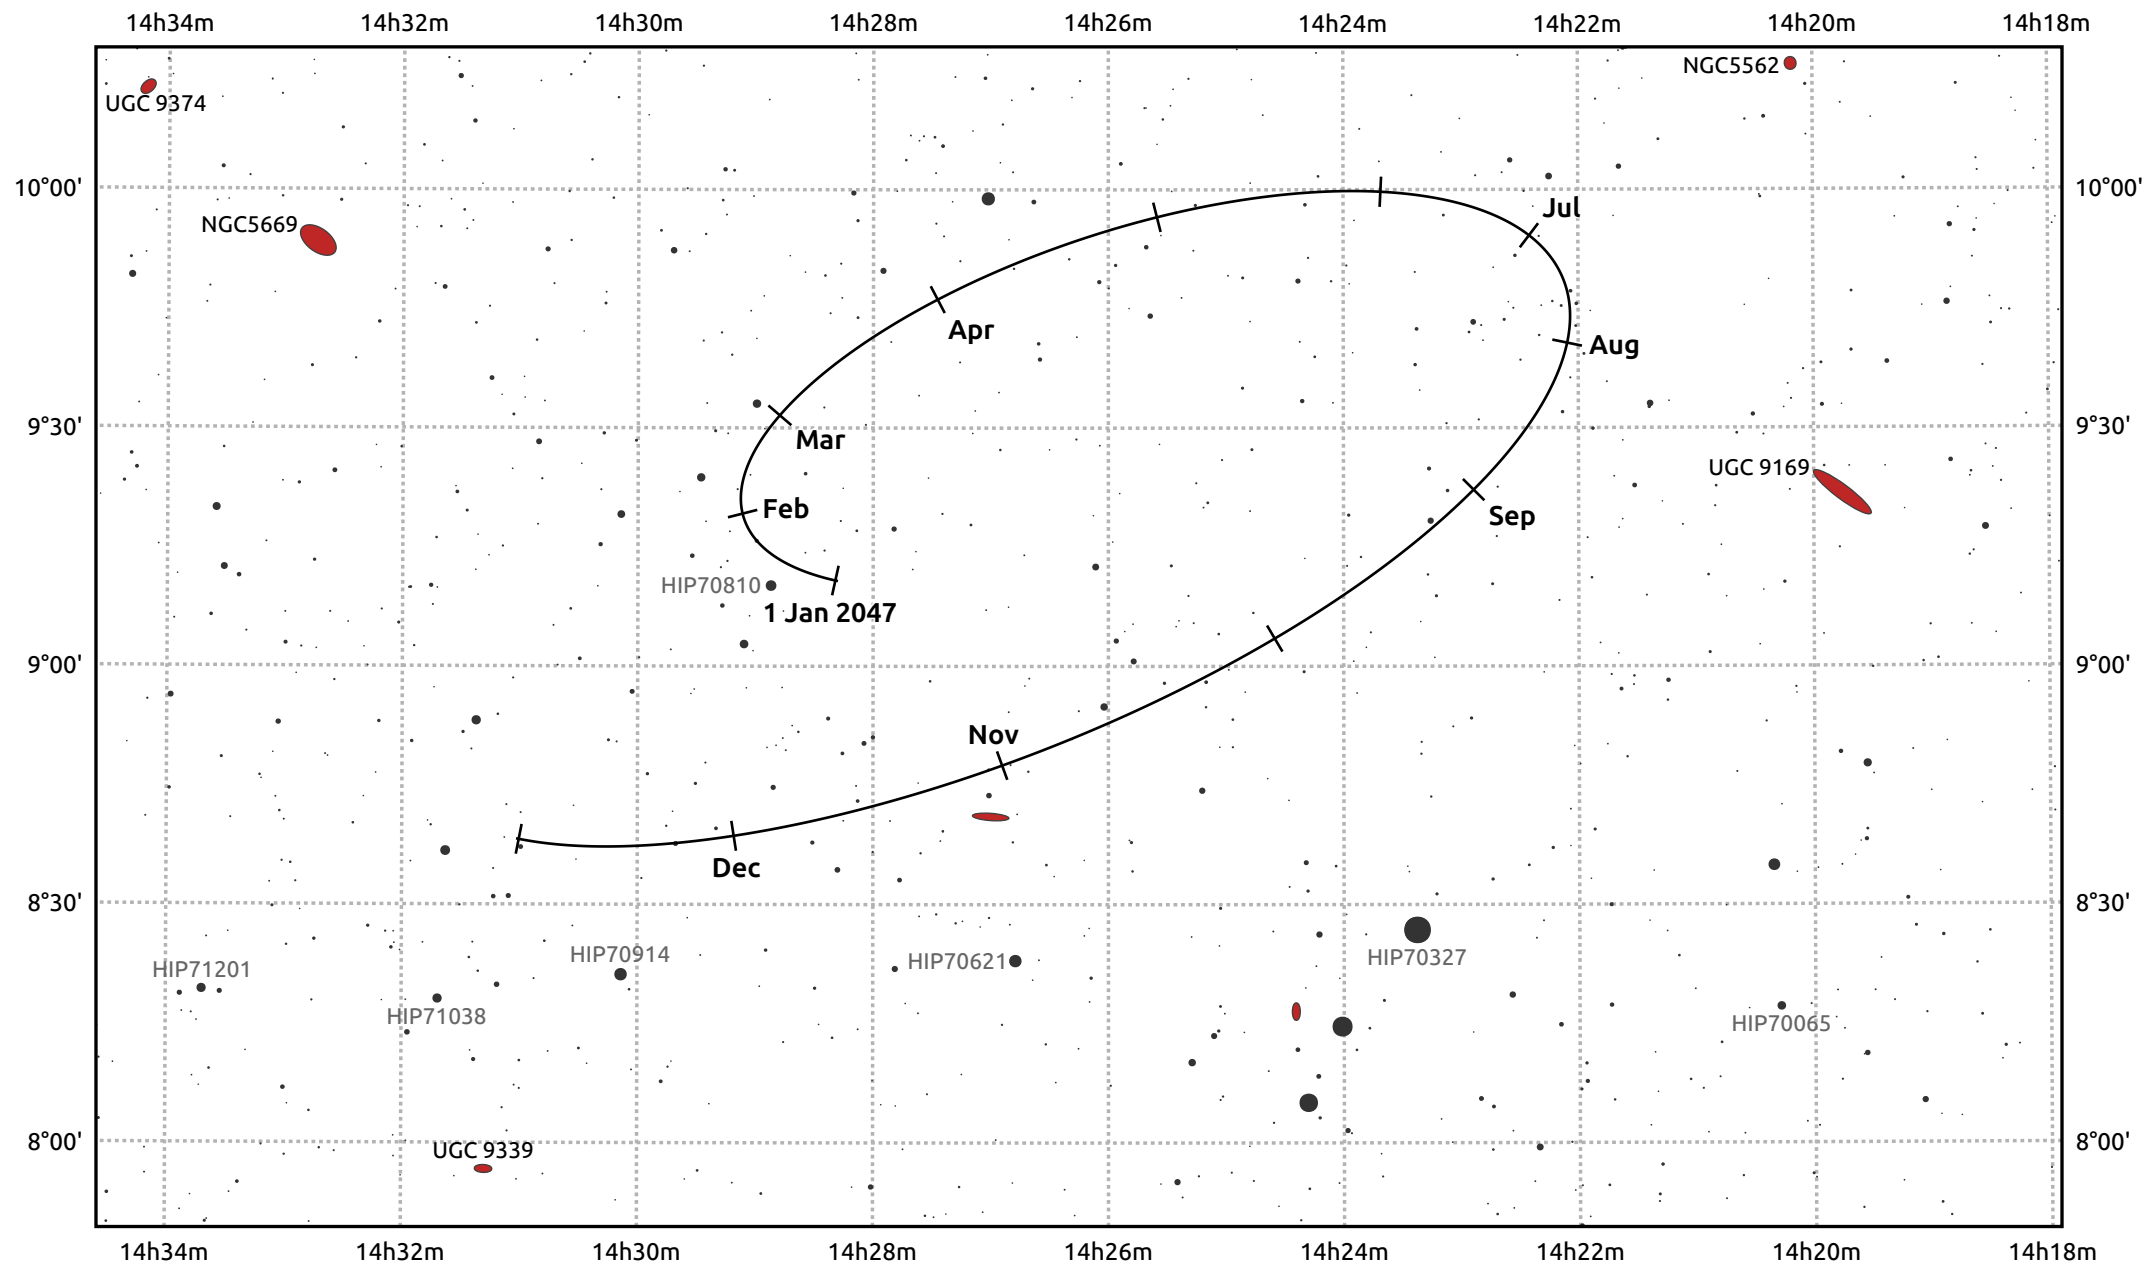 14h34m 14h32m 14h30m 14h28m 14h26m 14h24m 14h22m 14h20m 14h18m
NGC5562
UGC 9374
10°00' 10°00'
Jul
NGC5669
Apr
Aug
9°30' 9°30'
Mar
UGC 9169
Feb
Sep
HIP70810
1 Jan 2047
9°00' 9°00'
Nov
Dec
8°30' 8°30'
HIP70914
HIP70327
HIP70621
HIP71201
HIP71038
HIP70065
8°00' 8°00'
UGC 9339
14h34m 14h32m 14h30m 14h28m 14h26m 14h24m 14h22m 14h20m 14h18m